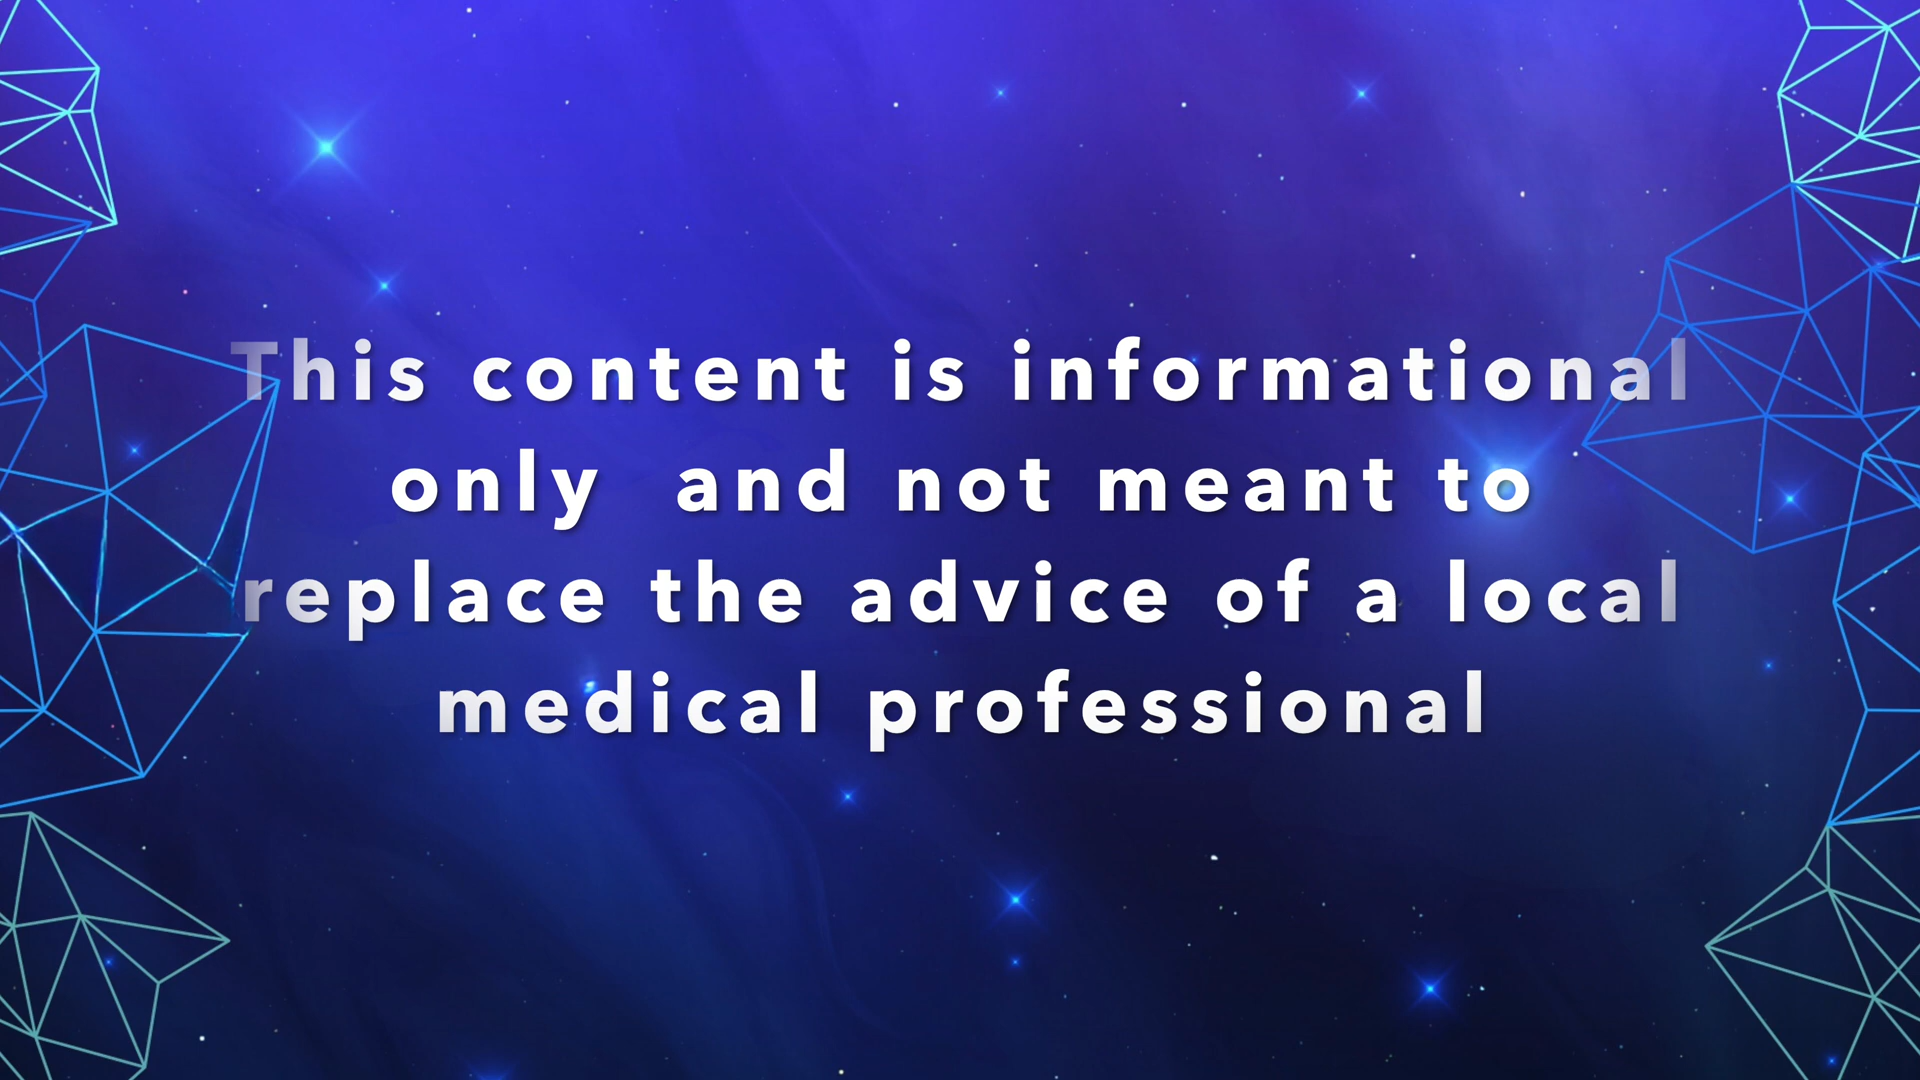 This content is informational
only  and not meant to
replace the advice of a local
medical professional